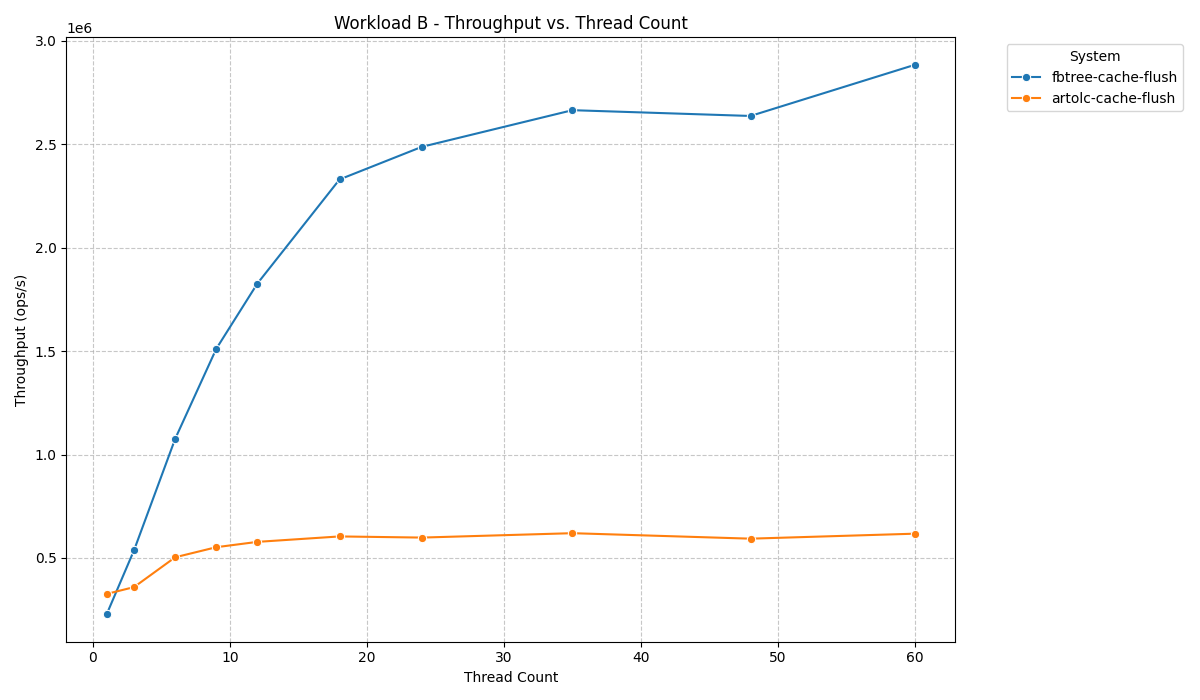 Workload B - Throughput vs. Thread Count
1e6
3.0
2.5
2.0
1.5
1.0
0.5
Throughput (ops/s)
0 10 20 30 40 50 60
Thread Count
System
fbtree-cache-flush
artolc-cache-flush